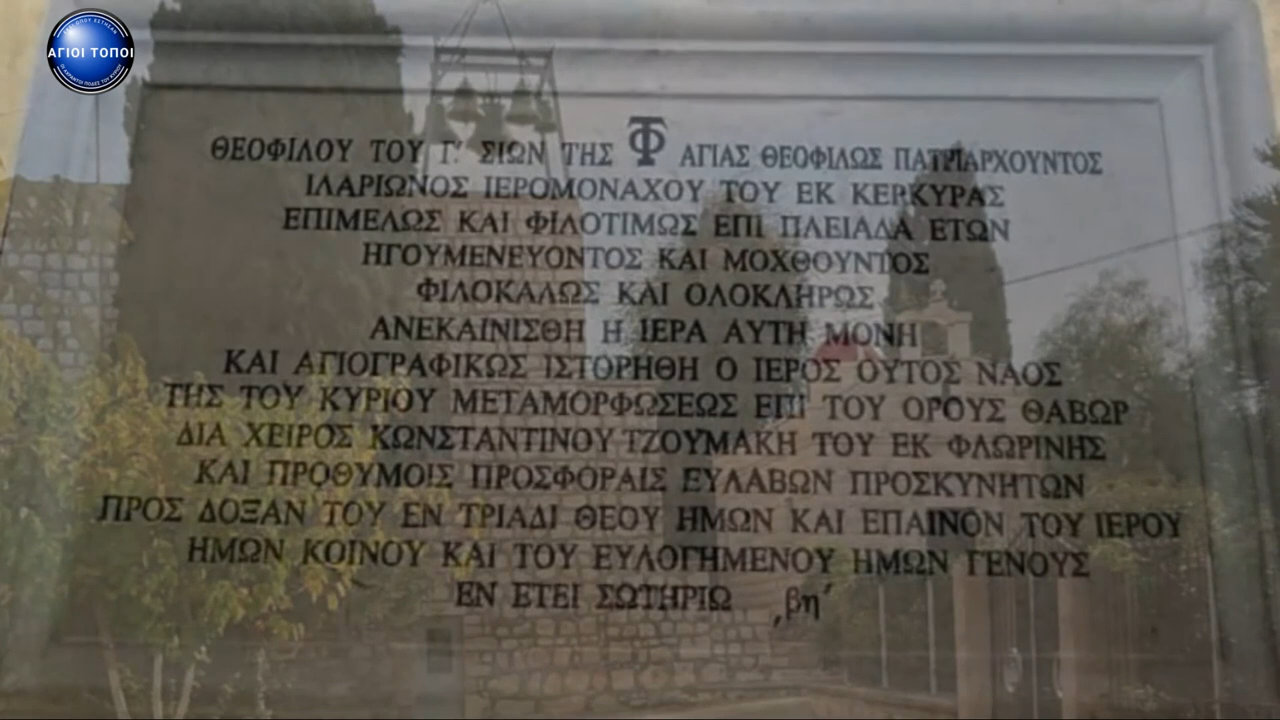 ΑΓΙΟΙ ΤΟΠΟΙ
ΘΕΟΦΙΛΟΥ ΤΟΥ Γ΄ ΣΙΩΝ ΤΗΣ ΑΓΙΑΣ ΘΕΟΦΙΛΩΣ ΠΑΤΡΙΑΡΧΟΥΝΤΟΣ
ΙΛΑΡΙΩΝΟΣ ΙΕΡΟΜΟΝΑΧΟΥ ΤΟΥ ΕΚ ΚΕΡΚΥΡΑΣ
ΕΠΙΜΕΛΩΣ ΚΑΙ ΦΙΛΟΤΙΜΩΣ ΕΠΙ ΠΛΕΙΑΔΑ ΕΤΩΝ
ΗΓΟΥΜΕΝΕΥΟΝΤΟΣ ΚΑΙ ΜΟΧΘΟΥΝΤΟΣ
ΦΙΛΟΚΑΛΩΣ ΚΑΙ ΟΛΟΚΛΗΡΩΣ
ΑΝΕΚΑΙΝΙΣΘΗ Η ΙΕΡΑ ΑΥΤΗ ΜΟΝΗ
ΚΑΙ ΑΓΙΟΓΡΑΦΙΚΩΣ ΙΣΤΟΡΗΘΗ Ο ΙΕΡΟΣ ΟΥΤΟΣ ΝΑΟΣ
ΤΗΣ ΤΟΥ ΚΥΡΙΟΥ ΜΕΤΑΜΟΡΦΩΣΕΩΣ ΕΠΙ ΤΟΥ ΟΡΟΥΣ ΘΑΒΩΡ
ΔΙΑ ΧΕΙΡΟΣ ΚΩΝΣΤΑΝΤΙΝΟΥ ΤΖΟΥΜΑΚΗ ΤΟΥ ΕΚ ΦΛΩΡΙΝΗΣ
ΚΑΙ ΠΡΟΘΥΜΟΙΣ ΠΡΟΣΦΟΡΑΙΣ ΕΥΛΑΒΩΝ ΠΡΟΣΚΥΝΗΤΩΝ
ΠΡΟΣ ΔΟΞΑΝ ΤΟΥ ΕΝ ΤΡΙΑΔΙ ΘΕΟΥ ΗΜΩΝ ΚΑΙ ΕΠΑΙΝΟΝ ΤΟΥ ΙΕΡΟΥ
ΗΜΩΝ ΚΟΙΝΟΥ ΚΑΙ ΤΟΥ ΕΥΛΟΓΗΜΕΝΟΥ ΗΜΩΝ ΓΕΝΟΥΣ
ΕΝ ΕΤΕΙ ΣΩΤΗΡΙΩ ͵βη΄